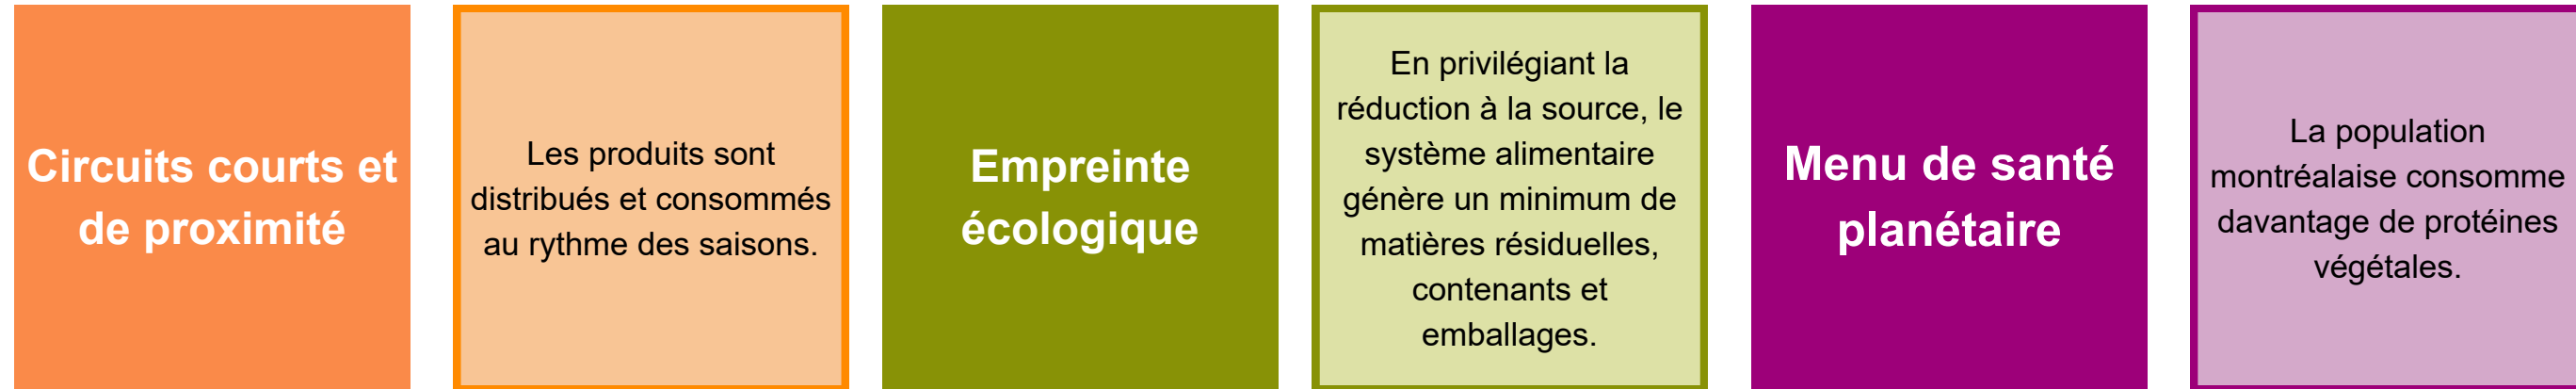 Circuits courts et
de proximité
Les produits sont
distribués et consommés
au rythme des saisons.
Empreinte
écologique
En privilégiant la
réduction à la source, le
système alimentaire
génère un minimum de
matières résiduelles,
contenants et
emballages.
Menu de santé
planétaire
La population
montréalaise consomme
davantage de protéines
végétales.